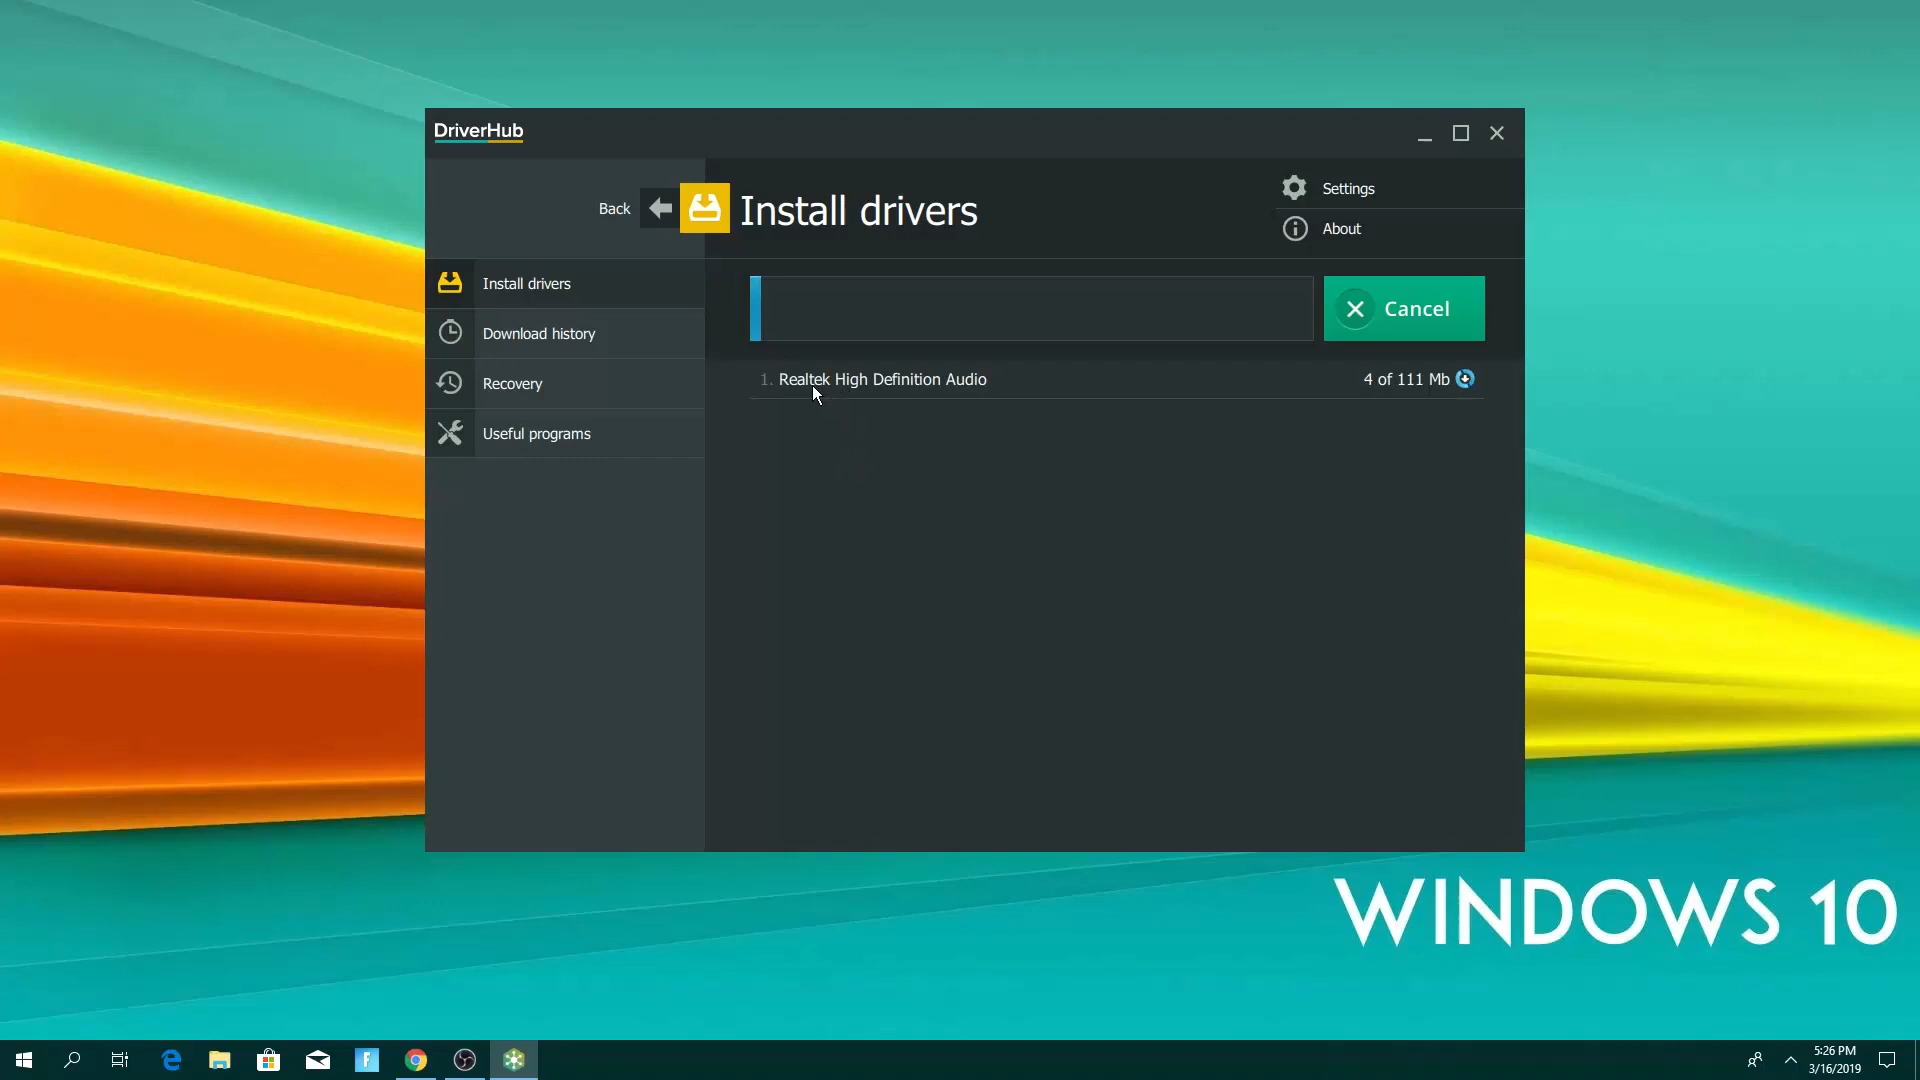 DriverHub
Back
Install drivers
Settings
About
Install drivers
Download history
Recovery
Useful programs
Cancel
1. Realtek High Definition Audio
4 of 111 Mb
WINDOWS 10
5:26 PM
3/16/2019